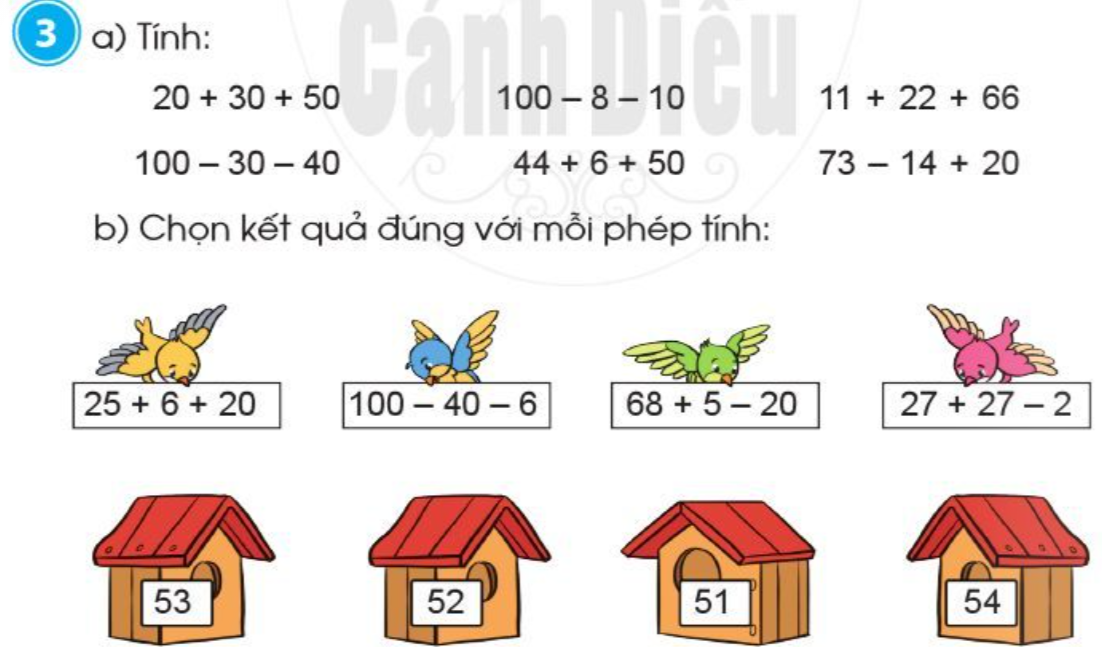 Cánh Diều
3 a) Tính:
20 + 30 + 50 100 – 8 – 10 11 + 22 + 66
100 – 30 – 40 44 + 6 + 50 73 – 14 + 20
b) Chọn kết quả đúng với mỗi phép tính:
25 + 6 + 20 100 – 40 – 6 68 + 5 – 20 27 + 27 – 2
53 52 51 54